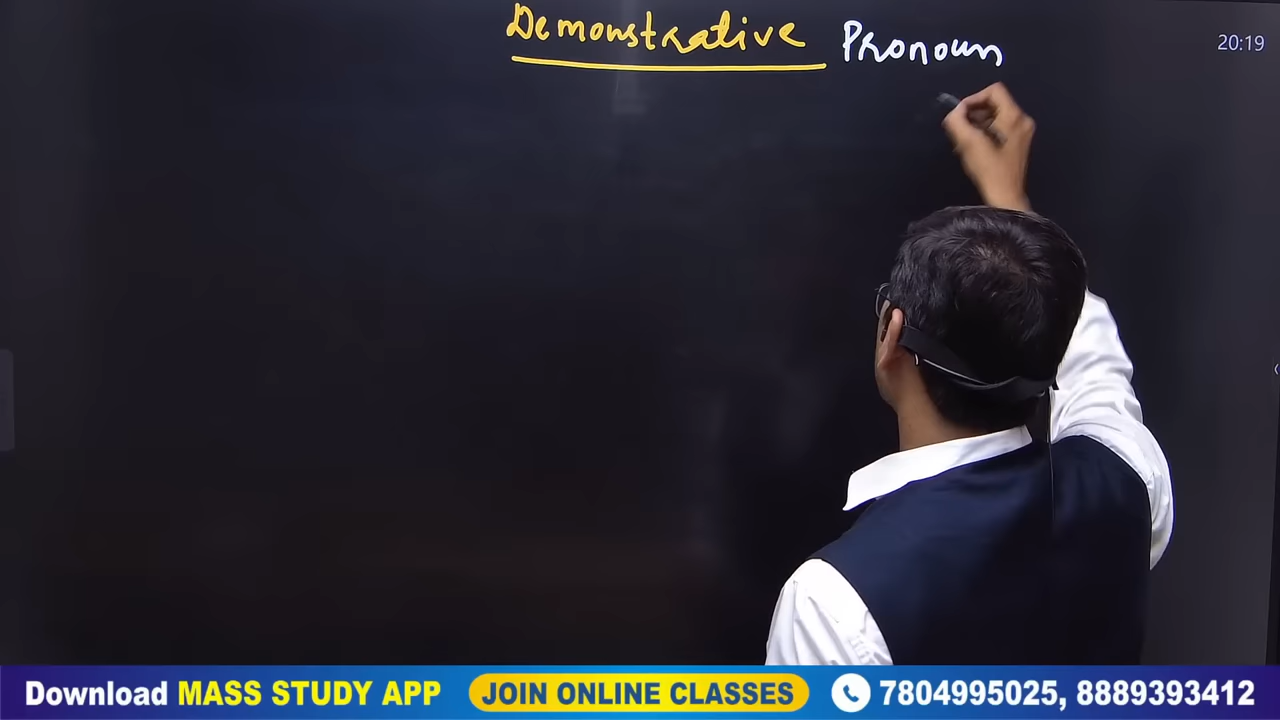 Demonstrative Pronoun
20:19
Download MASS STUDY APP JOIN ONLINE CLASSES 7804995025, 8889393412